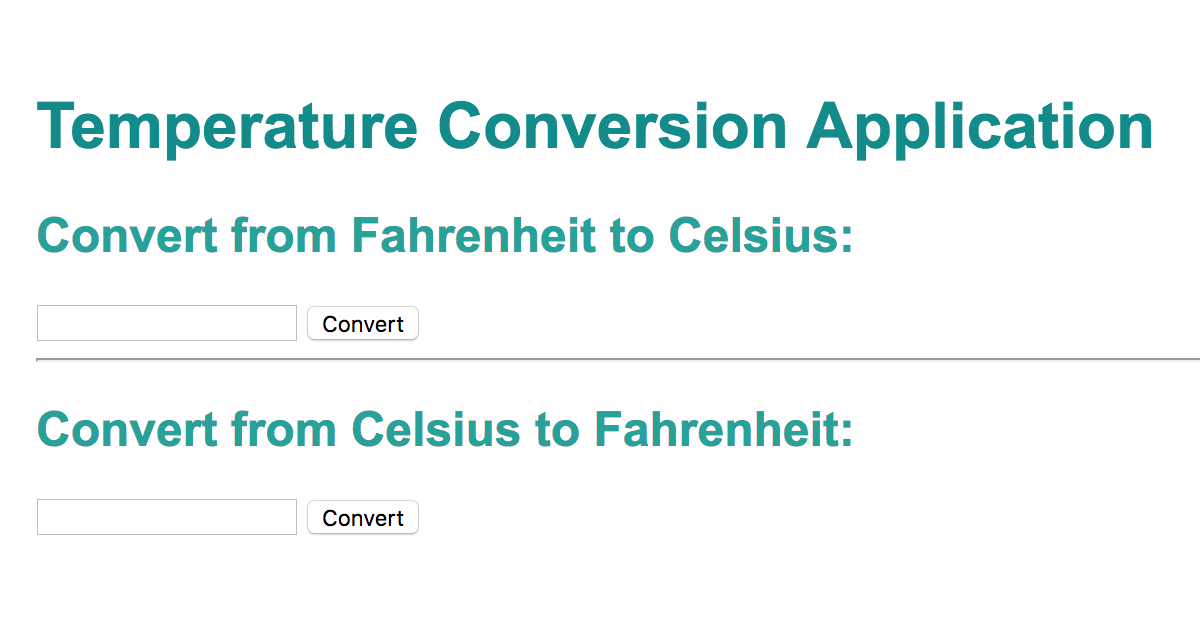 Temperature Conversion Application
Convert from Fahrenheit to Celsius:
Convert
Convert from Celsius to Fahrenheit:
Convert